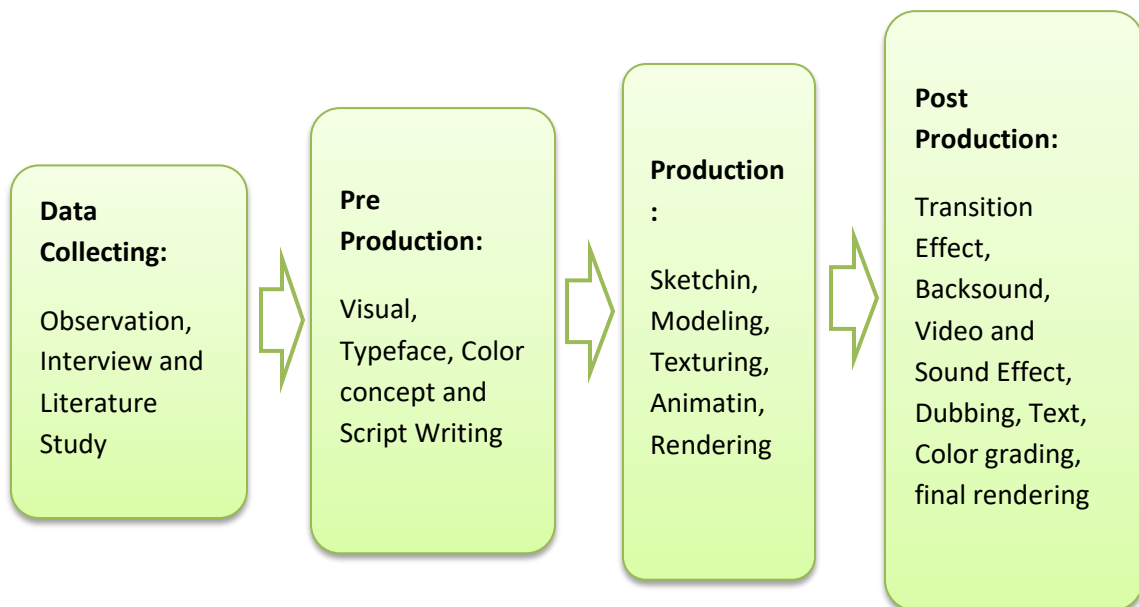 Data
Collecting:
Observation,
Interview and
Literature
Study
Pre
Production:
Visual,
Typeface, Color
concept and
Script Writing
Production
:
Sketchin,
Modeling,
Texturing,
Animatin,
Rendering
Post
Production:
Transition
Effect,
Backsound,
Video and
Sound Effect,
Dubbing, Text,
Color grading,
final rendering